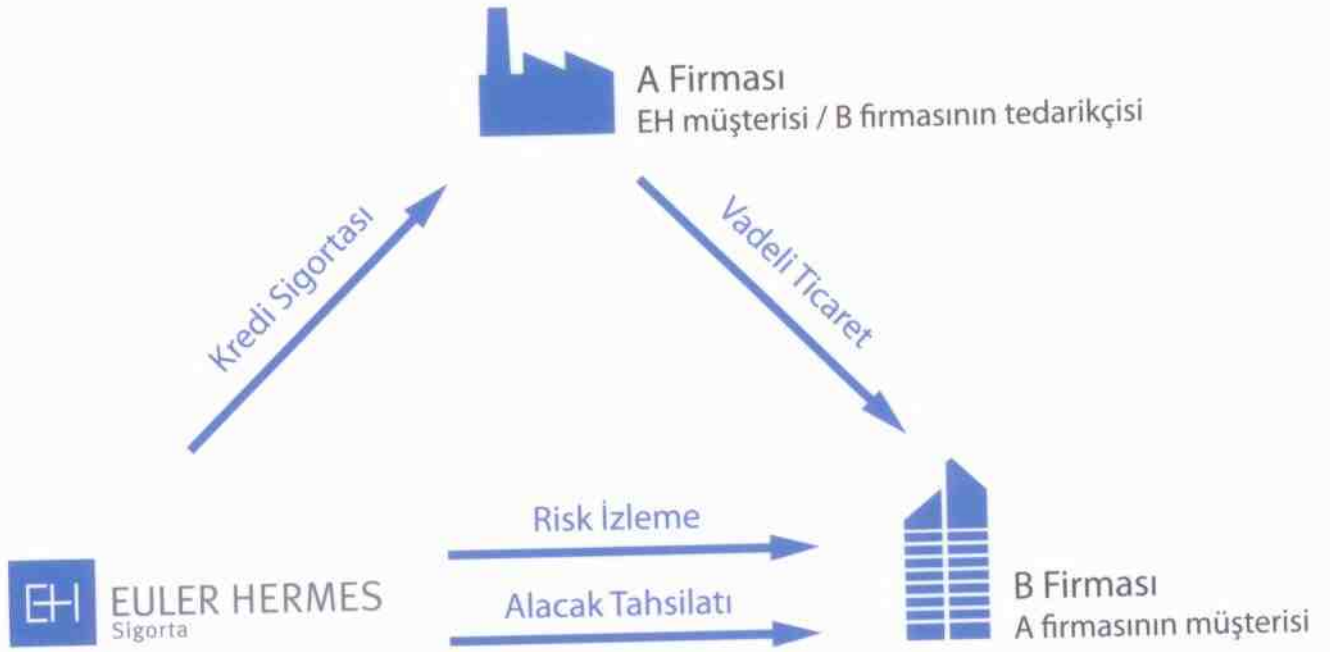 A Firması
EH müşterisi / B firmasının tedarikçisi
Kredi Sigortası
Vadeli Ticaret
Risk İzleme
Alacak Tahsilatı
EH EULER HERMES
Sigorta
B Firması
A firmasının müşterisi